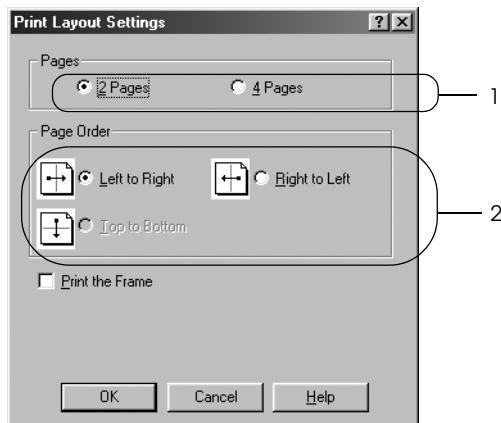 Print Layout Settings
Pages
2 Pages 4 Pages
1
Page Order
Left to Right Right to Left
2
Top to Bottom
Print the Frame
OK Cancel Help